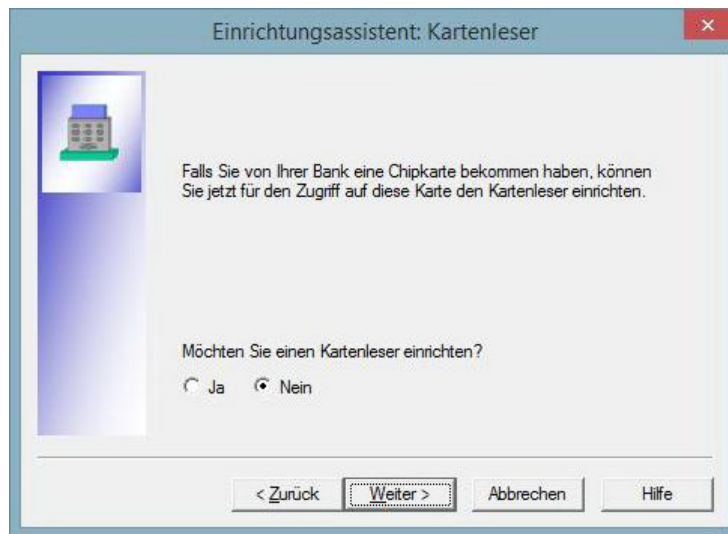 Einrichtungsassistent: Kartenleser
Falls Sie von Ihrer Bank eine Chipkarte bekommen haben, können
Sie jetzt für den Zugriff auf diese Karte den Kartenleser einrichten.
Möchten Sie einen Kartenleser einrichten?
Ja Nein
< Zurück Weiter > Abbrechen Hilfe